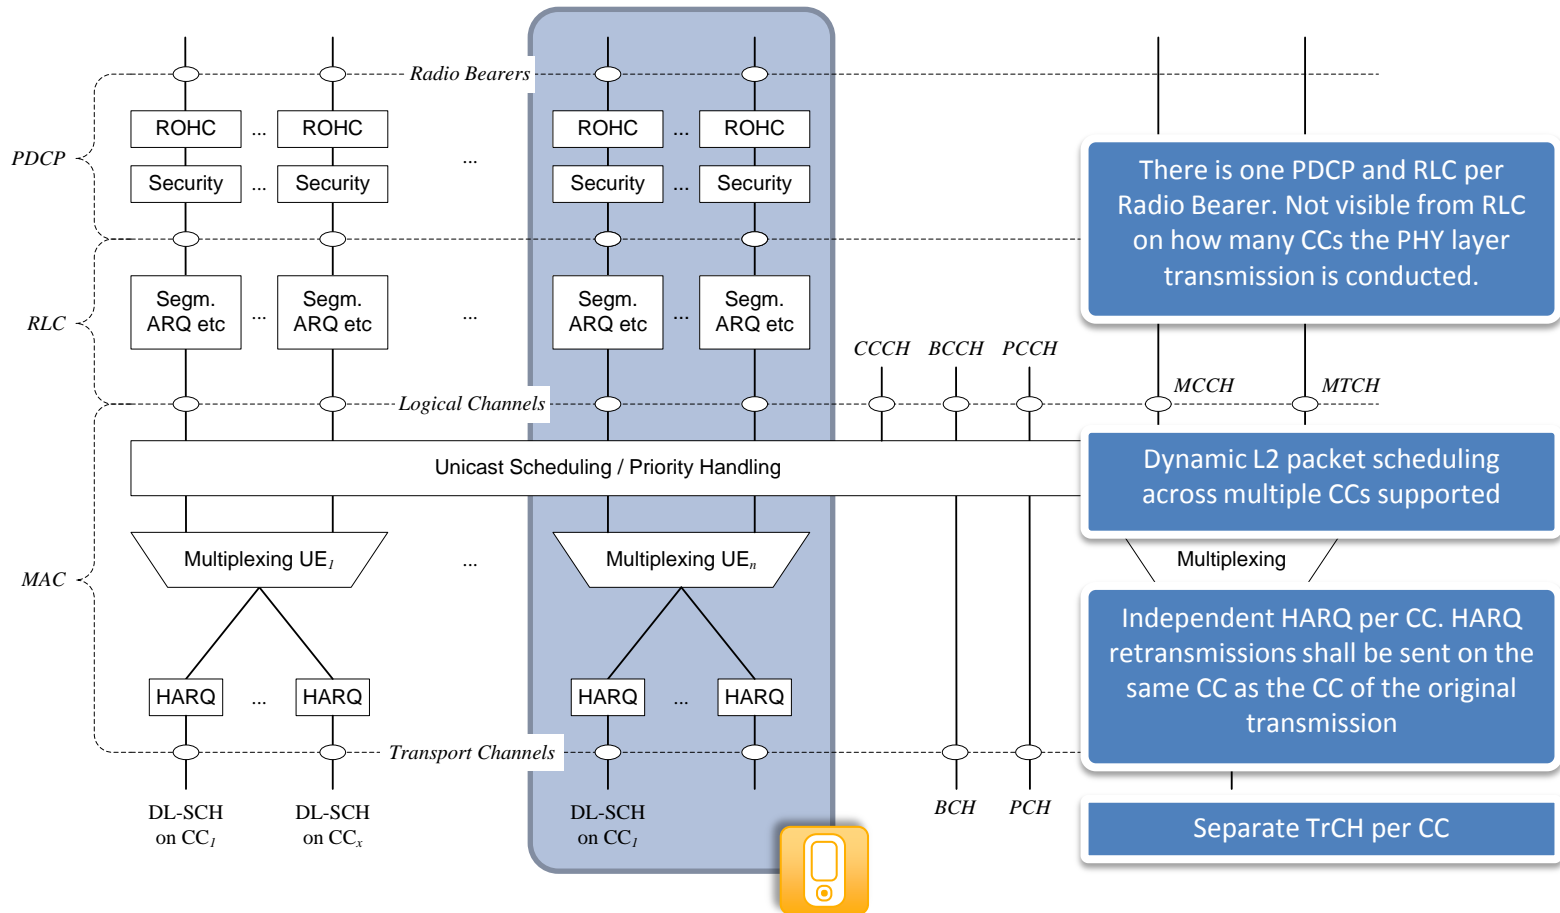 Radio Bearers
ROHC ... ROHC ROHC ... ROHC
PDCP
...
Security ... Security Security ... Security
There is one PDCP and RLC per
Radio Bearer. Not visible from RLC
on how many CCs the PHY layer
transmission is conducted.
RLC
Segm. Segm. Segm. Segm.
... ... ...
ARQ etc ARQ etc ARQ etc ARQ etc
CCCH BCCH PCCH
MCCH MTCH
Logical Channels
Unicast Scheduling / Priority Handling
Dynamic L2 packet scheduling
across multiple CCs supported
MAC
Multiplexing UE1 ... Multiplexing UEn
Multiplexing
Independent HARQ per CC. HARQ
retransmissions shall be sent on the
same CC as the CC of the original
transmission
HARQ ... HARQ HARQ ... HARQ
Transport Channels
DL-SCH DL-SCH DL-SCH
on CC1 on CCx on CC1
BCH PCH
Separate TrCH per CC